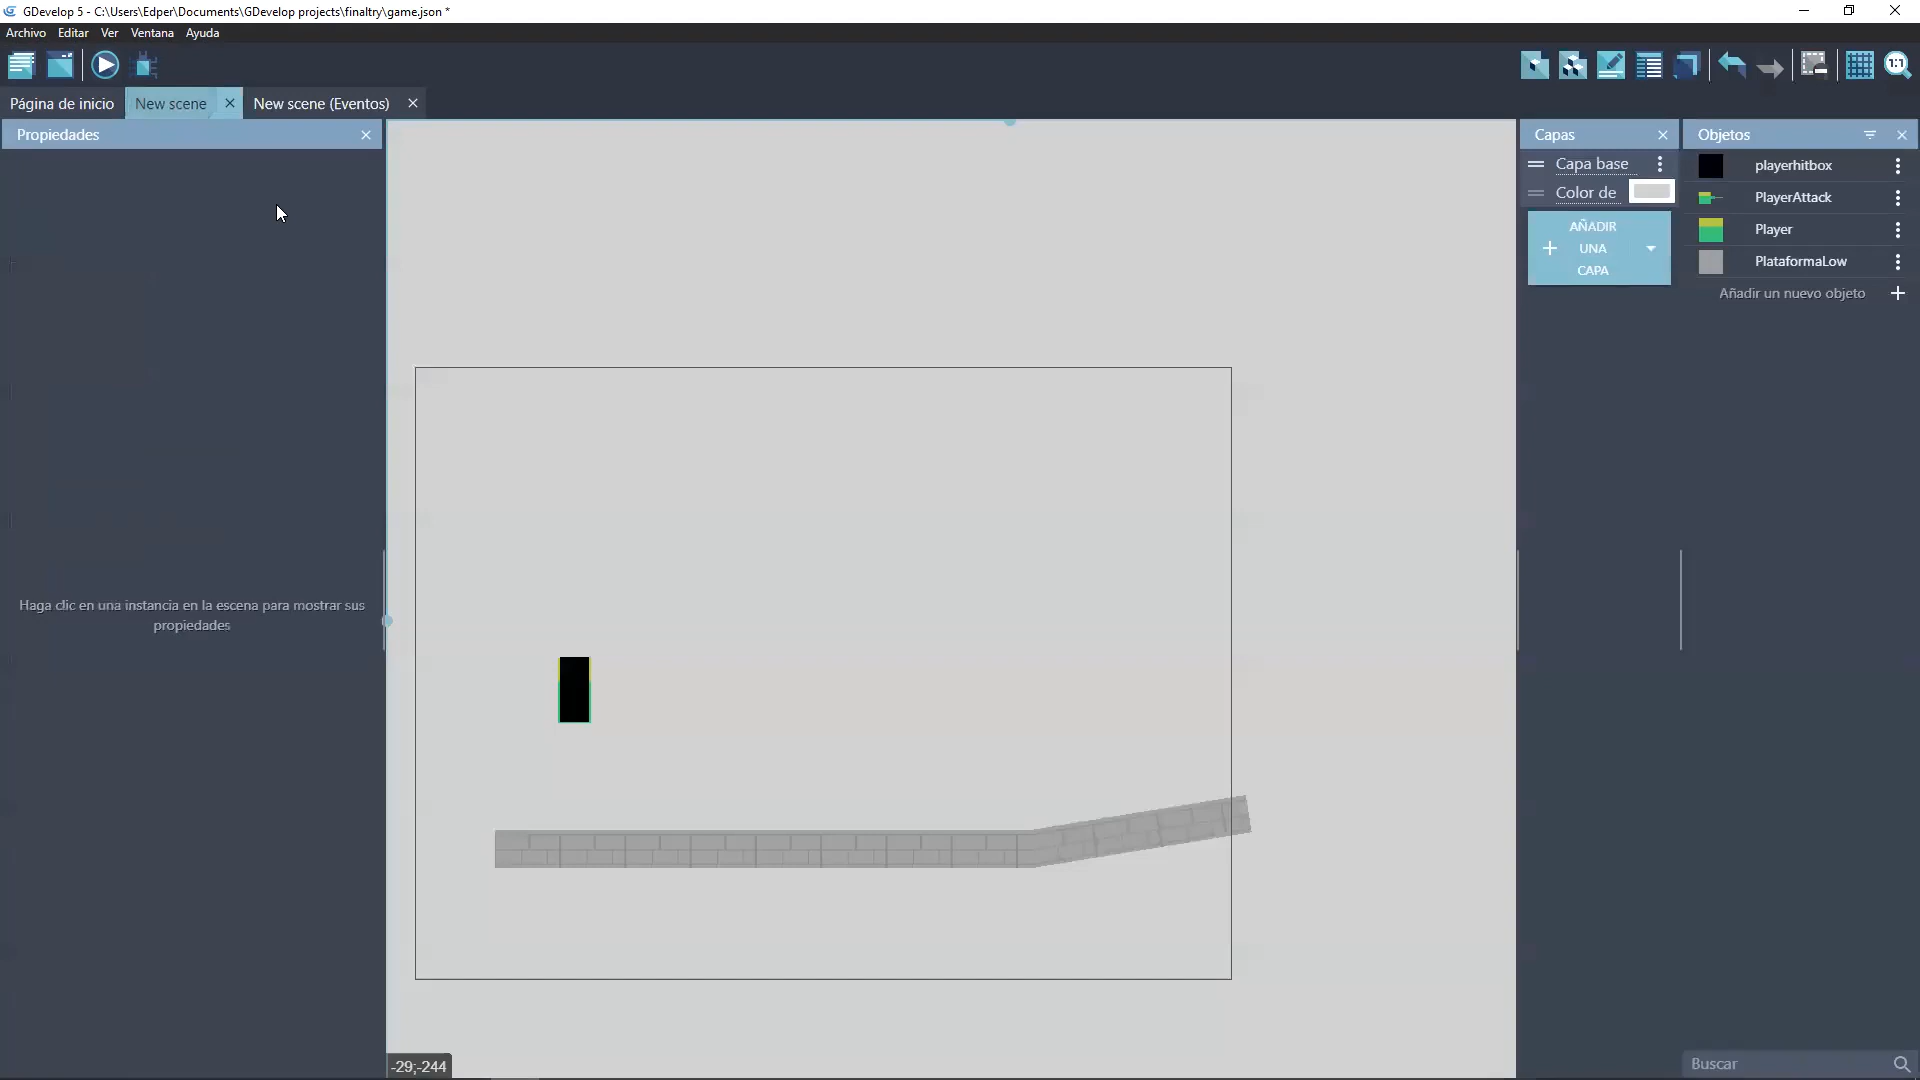 GDevelop 5 - C:\Users\Edper\Documents\GDevelop projects\finaltry\game.json *
Archivo Editar Ver Ventana Ayuda
1:1
Página de inicio New scene New scene (Eventos)
Propiedades
Haga clic en una instancia en la escena para mostrar sus
propiedades
-29;-244
Capas
Capa base
Color de
AÑADIR
UNA
CAPA
Objetos
playerhitbox
PlayerAttack
Player
PlataformaLow
Añadir un nuevo objeto
Buscar